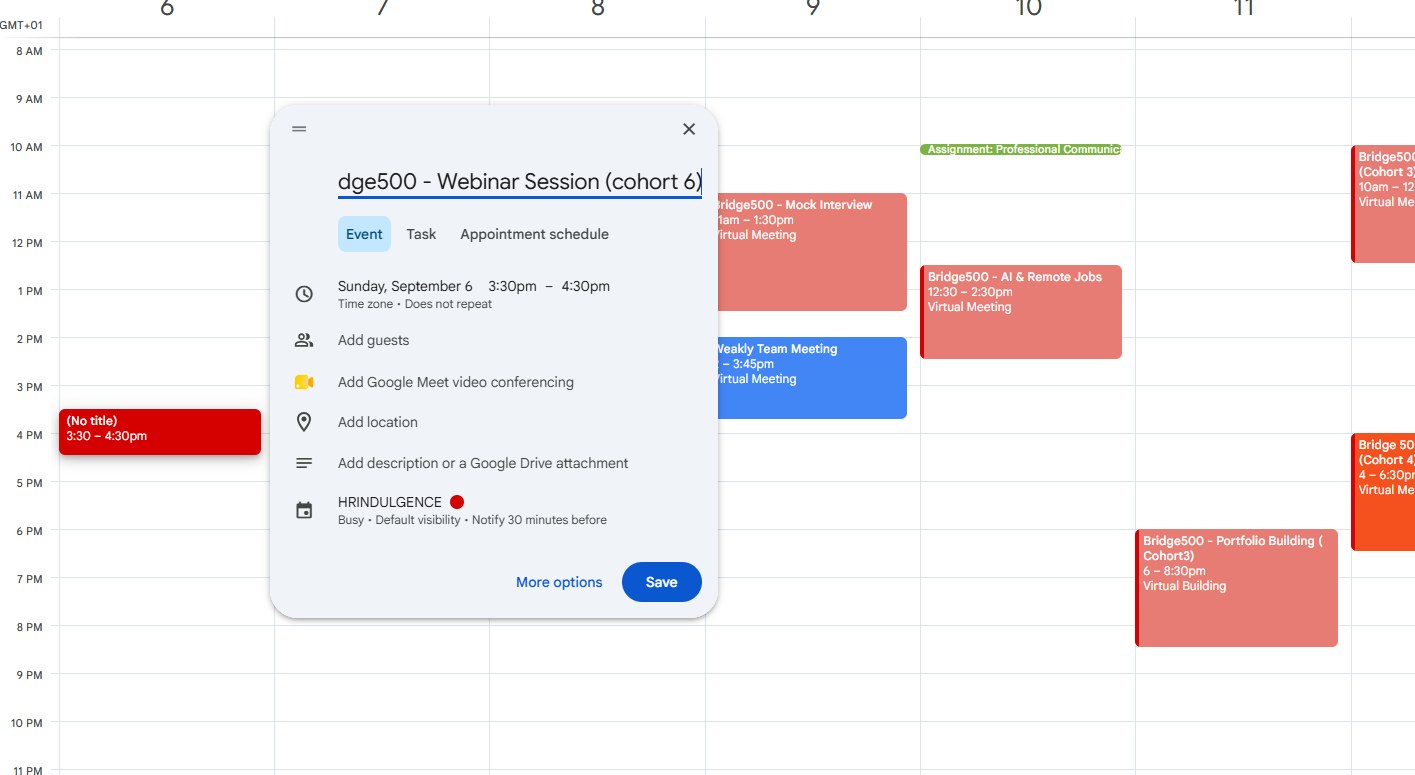 6 7 8 9 10 11
GMT+01
8 AM
9 AM
10 AM
11 AM
12 PM
1 PM
2 PM
3 PM
4 PM
5 PM
6 PM
7 PM
8 PM
9 PM
10 PM
11 PM
(No title)
3:30 – 4:30pm
dge500 - Webinar Session (cohort 6)
Event Task Appointment schedule
Sunday, September 6 3:30pm – 4:30pm
Time zone • Does not repeat
Add guests
Add Google Meet video conferencing
Add location
Add description or a Google Drive attachment
HRINDULGENCE
Busy • Default visibility • Notify 30 minutes before
More options Save
Bridge500 - Mock Interview
11am – 1:30pm
Virtual Meeting
Weekly Team Meeting
– 3:45pm
Virtual Meeting
Assignment: Professional Communic
Bridge500 - AI & Remote Jobs
12:30 – 2:30pm
Virtual Meeting
Bridge500 - Portfolio Building (
Cohort3)
6 – 8:30pm
Virtual Building
Bridge500
(Cohort 3)
10am – 12
Virtual Me
Bridge 50
(Cohort 4)
4 – 6:30p
Virtual Me